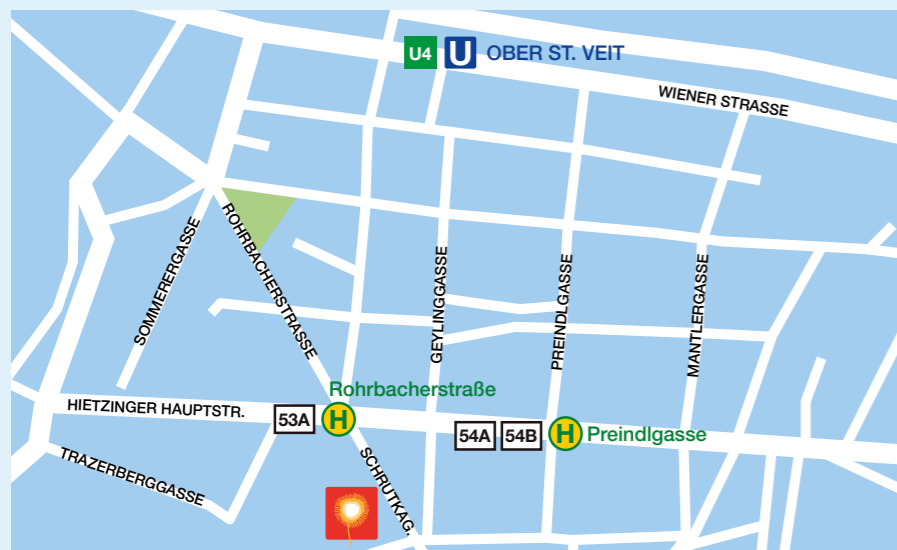 U4 U OBER ST. VEIT
WIENER STRASSE
SOMMERERGASSE
ROHRBACHERSTRASSE
GEYLINGGASSE
PREINDLGASSE
MANTLERGASSE
Rohrbacherstraße
HIETZINGER HAUPTSTR.
53A H
54A 54B H Preindlgasse
TRAZERBERGGASSE
SCHRUTKAG.